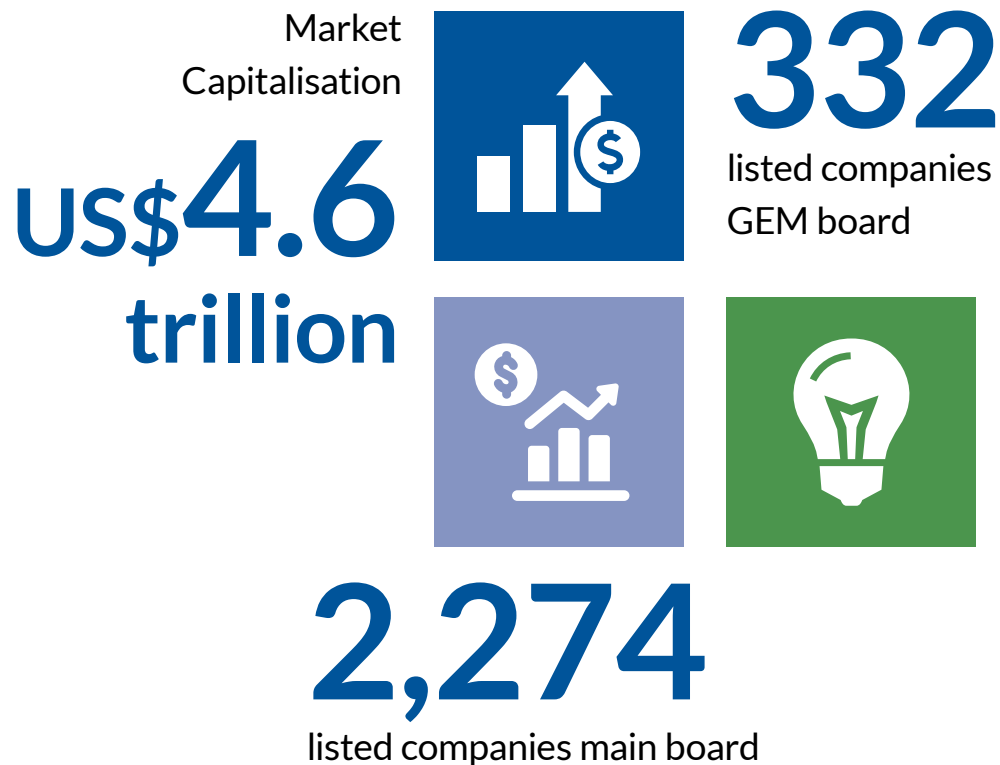 Market
Capitalisation
US$4.6
trillion
332
listed companies
GEM board
2,274
listed companies main board